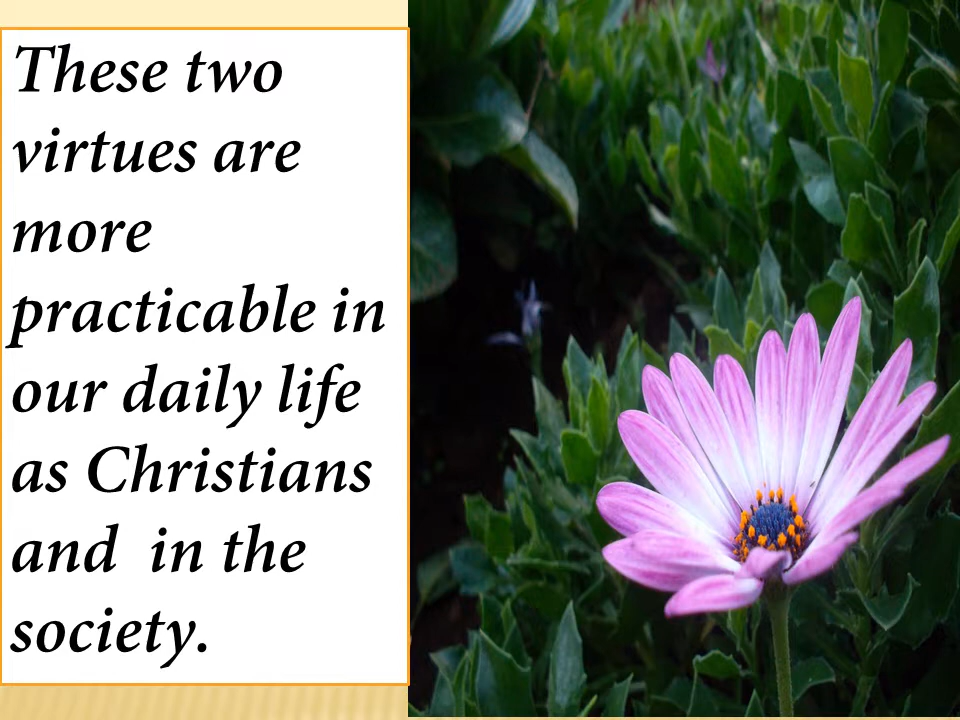 These two
virtues are
more
practicable in
our daily life
as Christians
and  in the
society.